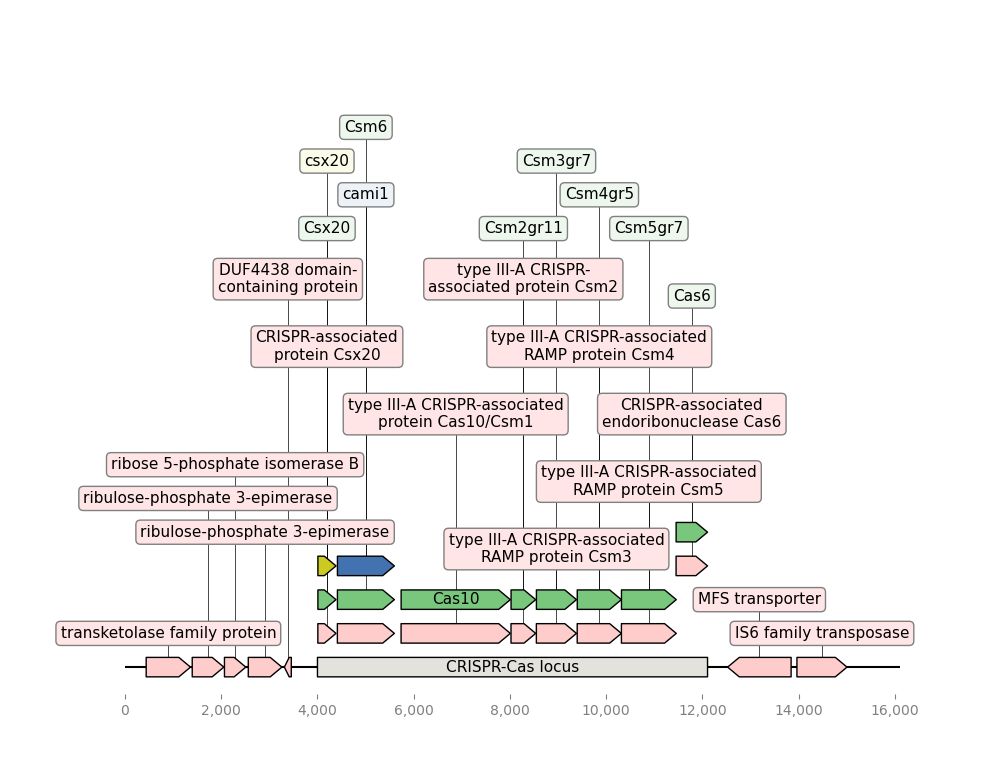 Csm6
csx20
Csm3gr7
cami1
Csm4gr5
Csx20
Csm2gr11
Csm5gr7
DUF4438 domain-
containing protein
type III-A CRISPR-
associated protein Csm2
Cas6
CRISPR-associated
protein Csx20
type III-A CRISPR-associated
RAMP protein Csm4
type III-A CRISPR-associated
protein Cas10/Csm1
CRISPR-associated
endoribonuclease Cas6
ribose 5-phosphate isomerase B
type III-A CRISPR-associated
RAMP protein Csm5
ribulose-phosphate 3-epimerase
ribulose-phosphate 3-epimerase
type III-A CRISPR-associated
RAMP protein Csm3
Cas10
MFS transporter
transketolase family protein
IS6 family transposase
CRISPR-Cas locus
0 2,000 4,000 6,000 8,000 10,000 12,000 14,000 16,000